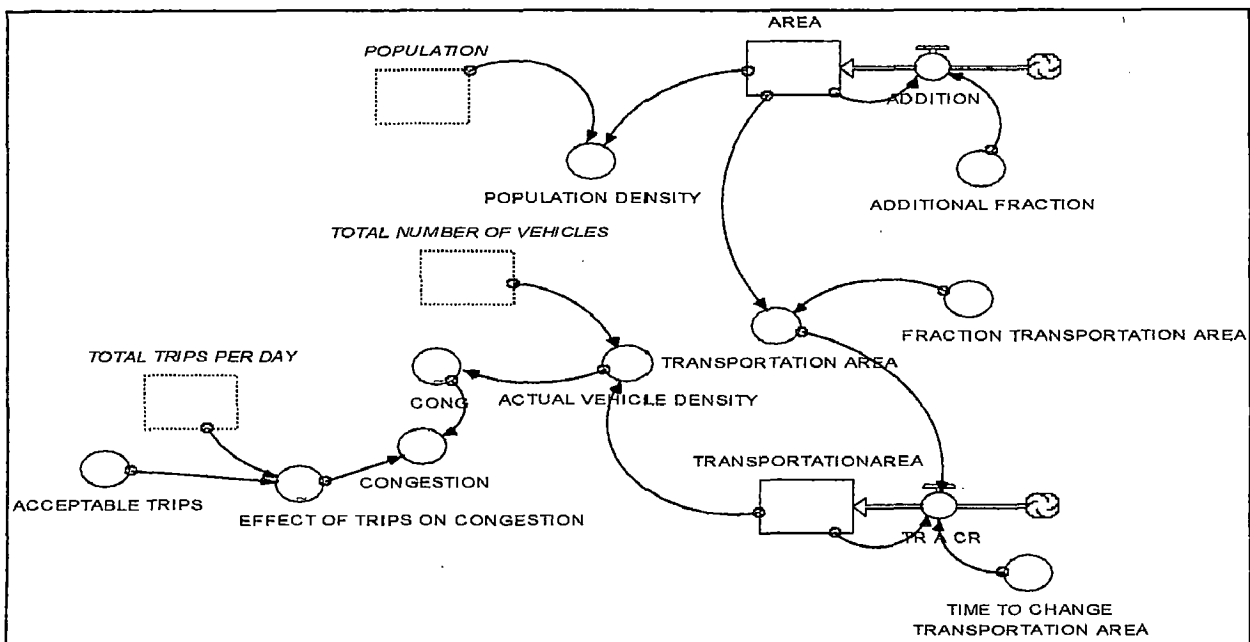 AREA
POPULATION
ADDITION
POPULATION DENSITY
ADDITIONAL FRACTION
TOTAL NUMBER OF VEHICLES
FRACTION TRANSPORTATION AREA
TOTAL TRIPS PER DAY
TRANSPORTATION AREA
CONG
ACTUAL VEHICLE DENSITY
TRANSPORTATIONAREA
CONGESTION
ACCEPTABLE TRIPS
EFFECT OF TRIPS ON CONGESTION
TR A CR
TIME TO CHANGE
TRANSPORTATION AREA